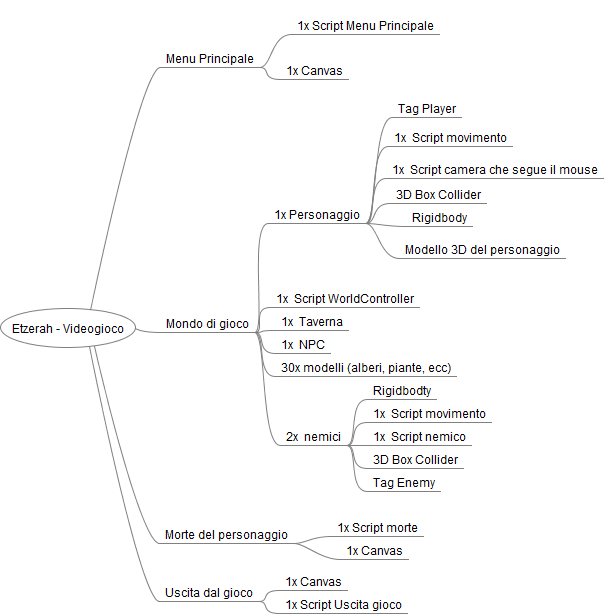 1x Script Menu Principale
Menu Principale
1x Canvas
Tag Player
1x Script movimento
1x Script camera che segue il mouse
3D Box Collider
1x Personaggio
Rigidbody
Modello 3D del personaggio
1x Script WorldController
Etzerah - Videogioco
Mondo di gioco
1x Taverna
1x NPC
30x modelli (alberi, piante, ecc)
Rigidbodty
1x Script movimento
2x nemici
1x Script nemico
3D Box Collider
Tag Enemy
1x Script morte
Morte del personaggio
1x Canvas
1x Canvas
Uscita dal gioco
1x Script Uscita gioco